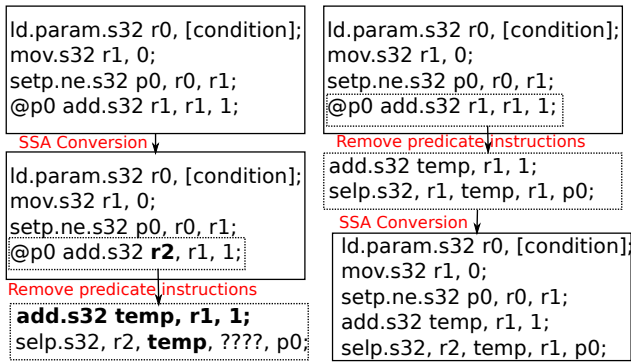 ld.param.s32 r0, [condition];
mov.s32 r1, 0;
setp.ne.s32 p0, r0, r1;
@p0 add.s32 r1, r1, 1;
SSA Conversion
ld.param.s32 r0, [condition];
mov.s32 r1, 0;
setp.ne.s32 p0, r0, r1;
@p0 add.s32 r2, r1, 1;
Remove predicate instructions
add.s32 temp, r1, 1;
selp.s32, r2, temp, ????, p0;
ld.param.s32 r0, [condition];
mov.s32 r1, 0;
setp.ne.s32 p0, r0, r1;
@p0 add.s32 r1, r1, 1;
Remove predicate instructions
add.s32 temp, r1, 1;
selp.s32, r1, temp, r1, p0;
SSA Conversion
ld.param.s32 r0, [condition];
mov.s32 r1, 0;
setp.ne.s32 p0, r0, r1;
add.s32 temp, r1, 1;
selp.s32, r2, temp, r1, p0;